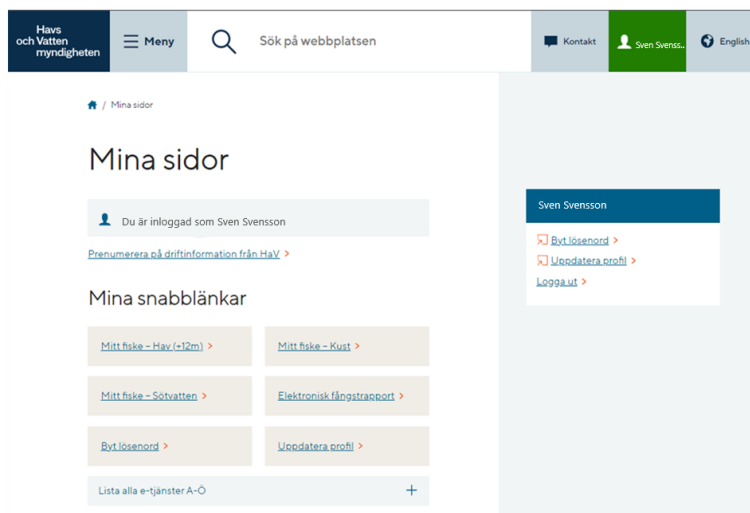 Havs
och Vatten
myndigheten
Meny
Sök på webbplatsen
Kontakt
Sven Svenss..
English
/ Mina sidor
Mina sidor
Du är inloggad som Sven Svensson
Prenumerera på driftinformation från HaV >
Mina snabblänkar
Mitt fiske – Hav (+12m) >
Mitt fiske – Kust >
Mitt fiske – Sötvatten >
Elektronisk fångstrapport >
Byt lösenord >
Uppdatera profil >
Lista alla e-tjänster A-Ö
Sven Svensson
Byt lösenord >
Uppdatera profil >
Logga ut >